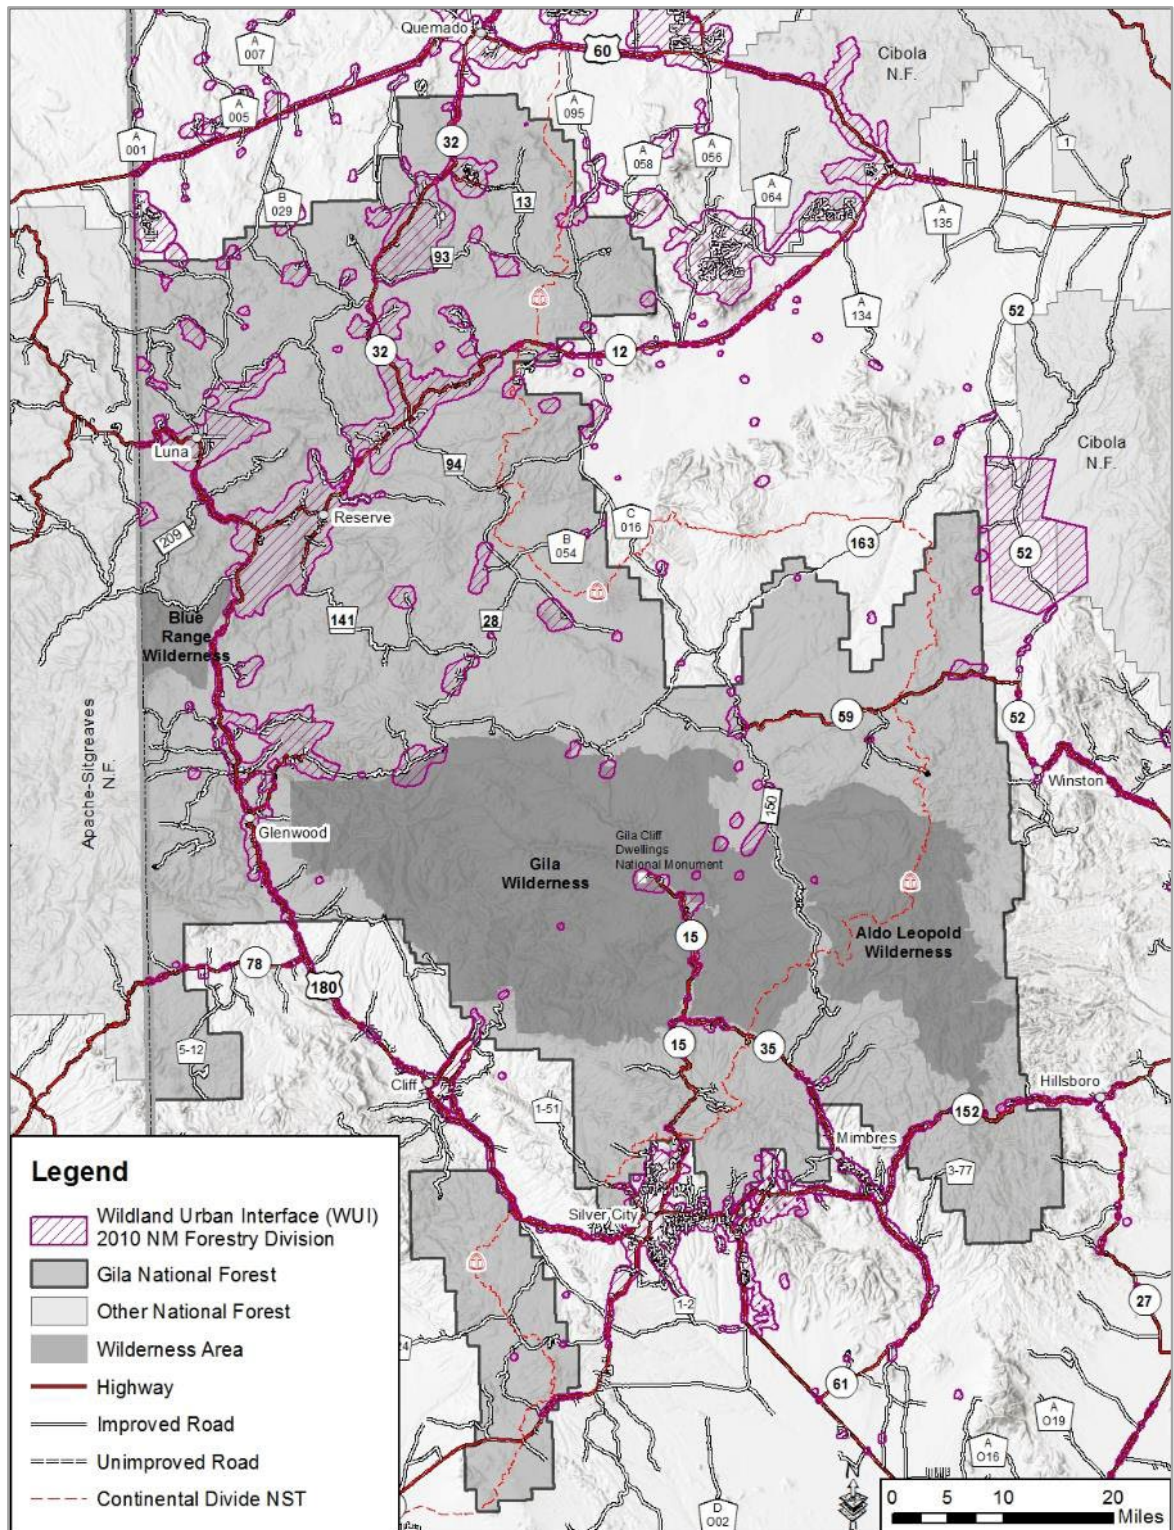 Quemado
60
Cibola
N.F.
A
007
A
005
A
001
A
095
32
A
058
A
056
A
064
1
B
029
13
A
135
93
A
134
52
32
12
Luna
94
Cibola
N.F.
Reserve
209
C
016
B
054
163
52
Blue
Range
Wilderness
141
28
59
52
Apache-Sitgreaves
N.F.
Winston
150
Glenwood
Gila Cliff
Dwellings
National Monument
Gila
Wilderness
15
Aldo Leopold
Wilderness
78
180
5-12
15
35
Cliff
Hillsboro
1-51
152
Mimbres
3-77
Silver City
1-2
27
24
61
A
O19
A
O16
D
O02
Legend
Wildland Urban Interface (WUI)
2010 NM Forestry Division
Gila National Forest
Other National Forest
Wilderness Area
Highway
Improved Road
Unimproved Road
Continental Divide NST
N
0 5 10 20
Miles